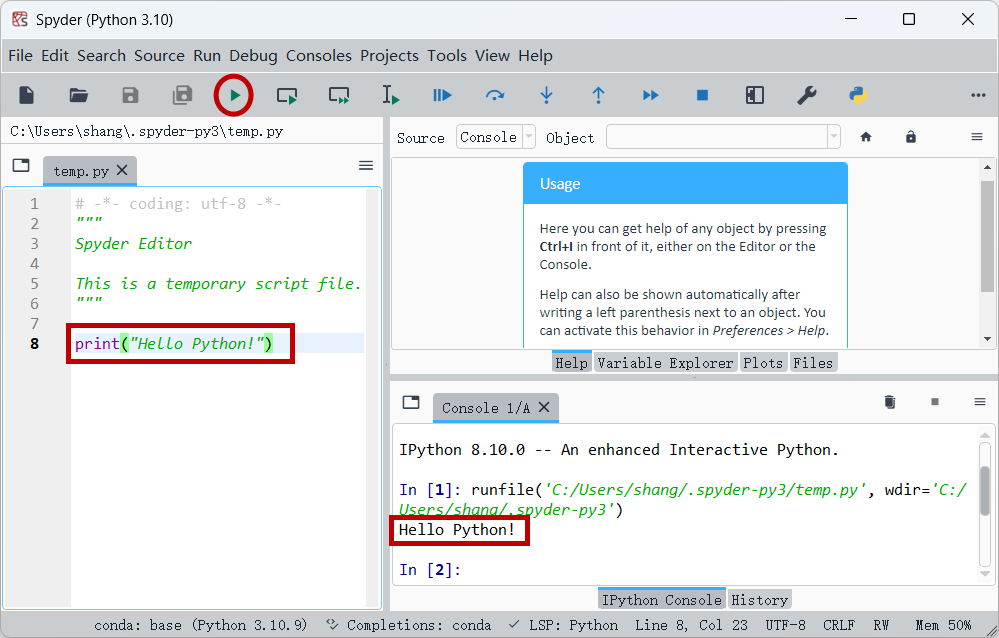 Spyder (Python 3.10)
File Edit Search Source Run Debug Consoles Projects Tools View Help
C:\Users\shang\.spyder-py3\temp.py
temp.py
1 # -*- coding: utf-8 -*-
2 """
3 Spyder Editor
4
5 This is a temporary script file.
6 """
7
8 print("Hello Python!")
Source Console Object
Usage
Here you can get help of any object by pressing
Ctrl+I in front of it, either on the Editor or the
Console.
Help can also be shown automatically after
writing a left parenthesis next to an object. You
can activate this behavior in Preferences > Help.
Help Variable Explorer Plots Files
Console 1/A
IPython 8.10.0 -- An enhanced Interactive Python.
In [1]: runfile('C:/Users/shang/.spyder-py3/temp.py', wdir='C:/
Users/shang/.spyder-py3')
Hello Python!
In [2]:
IPython Console History
conda: base (Python 3.10.9) Completions: conda LSP: Python Line 8, Col 23 UTF-8 CRLF RW Mem 50%